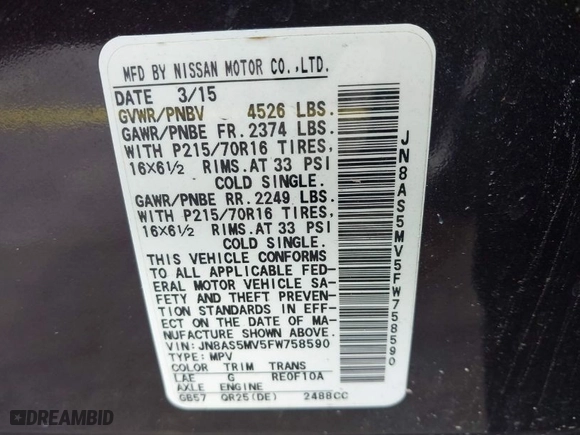 MFD BY NISSAN MOTOR CO.,LTD.
DATE 3/15
GVWR/PNBV 4526 LBS.
GAWR/PNBE FR. 2374 LBS.
WITH P215/70R16 TIRES,
16X6½ RIMS.AT 33 PSI
COLD SINGLE.
GAWR/PNBE RR. 2249 LBS.
WITH P215/70R16 TIRES,
16X6½ RIMS.AT 33 PSI
COLD SINGLE.
THIS VEHICLE CONFORMS
TO ALL APPLICABLE FED-
ERAL MOTOR VEHICLE SA-
FETY AND THEFT PREVENT-
ION STANDARDS IN EFF-
ECT ON THE DATE OF MA-
NUFACTURE SHOWN ABOVE.
VIN: JN8AS5MV5FW758590
TYPE: MPV
COLOR TRIM TRANS
LAE G RE0F10A
AXLE ENGINE
GB57 QR25(DE) 2488CC
JN8AS5MV5FW758590
DREAMBID